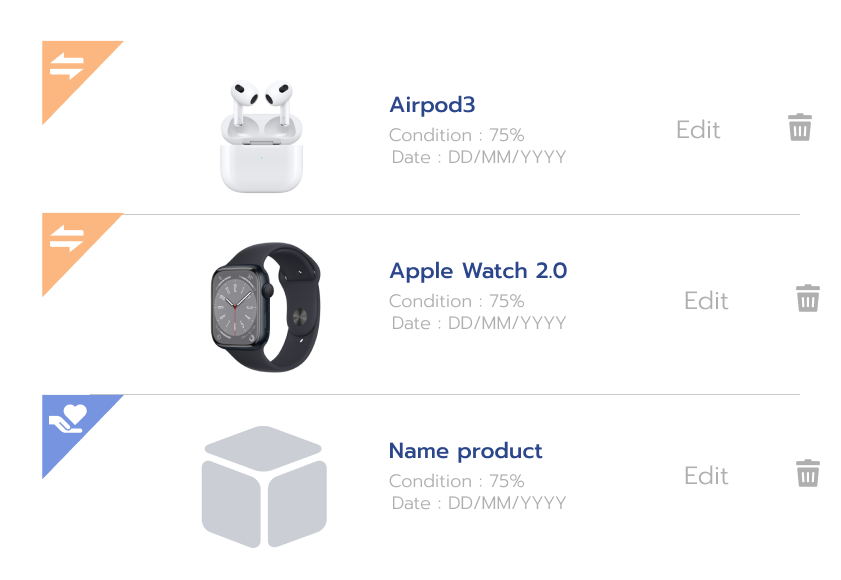 Airpod3
Condition : 75%
Date : DD/MM/YYYY
Edit
Apple Watch 2.0
Condition : 75%
Date : DD/MM/YYYY
Edit
Name product
Condition : 75%
Date : DD/MM/YYYY
Edit